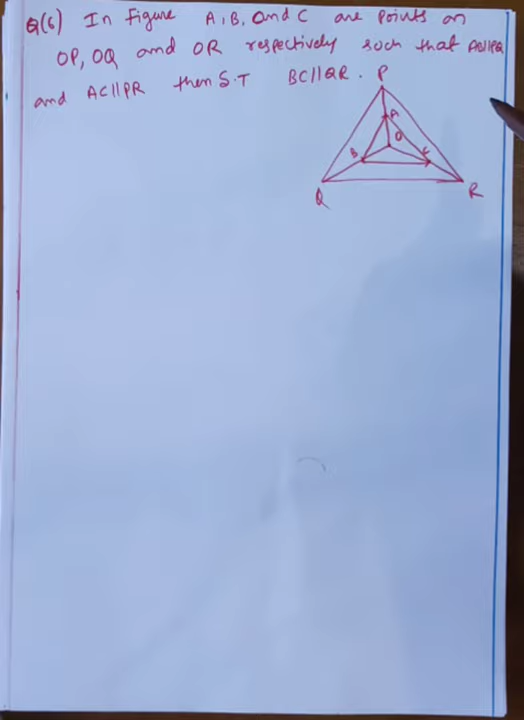 Q(6) In Figure A, B, and C are points on
OP, OQ and OR respectively such that AB||PQ
and AC||PR then S.T BC||QR.
P
A
O
B
C
Q
R